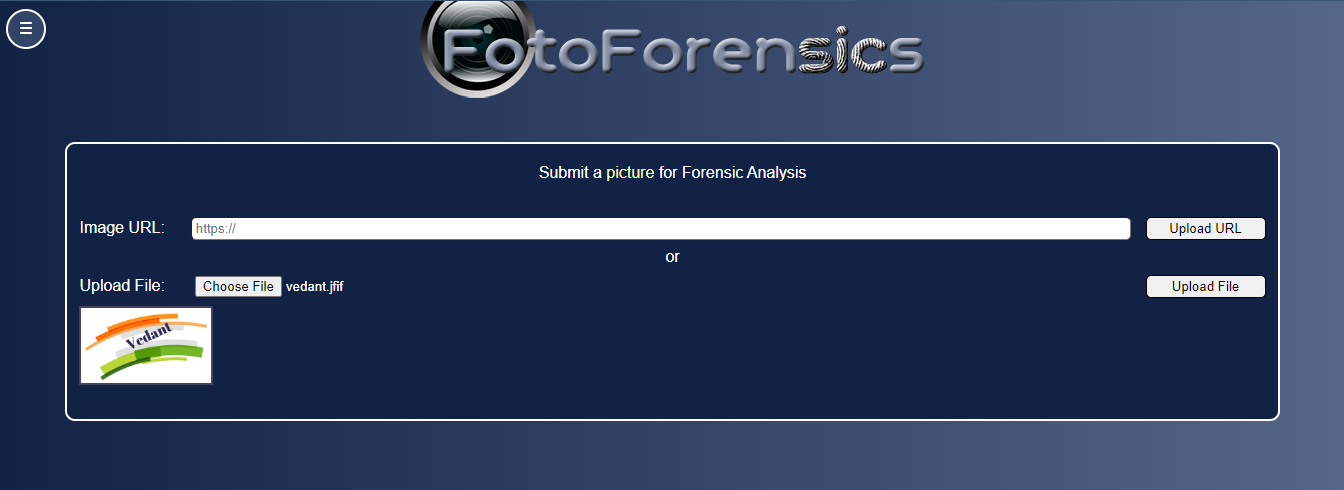 ☰
FotoForensics
Submit a picture for Forensic Analysis
Image URL: https:// Upload URL
or
Upload File: Choose File vedant.jfif Upload File
Vedant